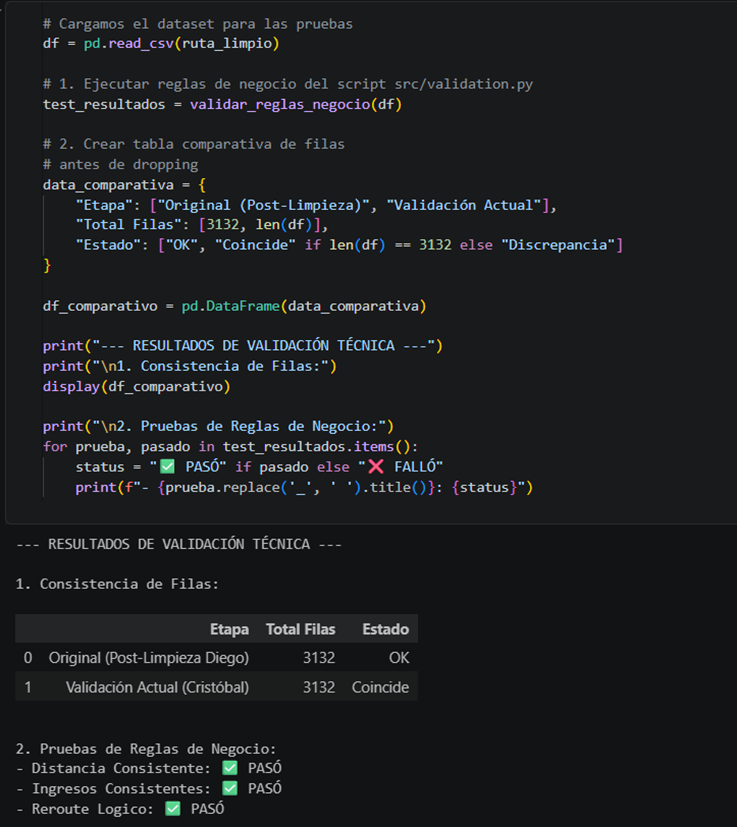 # Cargamos el dataset para las pruebas
df = pd.read_csv(ruta_limpio)
# 1. Ejecutar reglas de negocio del script src/validation.py
test_resultados = validar_reglas_negocio(df)
# 2. Crear tabla comparativa de filas
# antes de dropping
data_comparativa = {
"Etapa": ["Original (Post-Limpieza)", "Validación Actual"],
"Total Filas": [3132, len(df)],
"Estado": ["OK", "Coincide" if len(df) == 3132 else "Discrepancia"]
}
df_comparativo = pd.DataFrame(data_comparativa)
print("--- RESULTADOS DE VALIDACIÓN TÉCNICA ---")
print("\n1. Consistencia de Filas:")
display(df_comparativo)
print("\n2. Pruebas de Reglas de Negocio:")
for prueba, pasado in test_resultados.items():
status = "✅ PASÓ" if pasado else "❌ FALLÓ"
print(f"- {prueba.replace('_', ' ').title()}: {status}")
--- RESULTADOS DE VALIDACIÓN TÉCNICA ---
1. Consistencia de Filas:
Etapa Total Filas Estado
0 Original (Post-Limpieza Diego) 3132 OK
1 Validación Actual (Cristóbal) 3132 Coincide
2. Pruebas de Reglas de Negocio:
- Distancia Consistente: ✅ PASÓ
- Ingresos Consistentes: ✅ PASÓ
- Reroute Logico: ✅ PASÓ